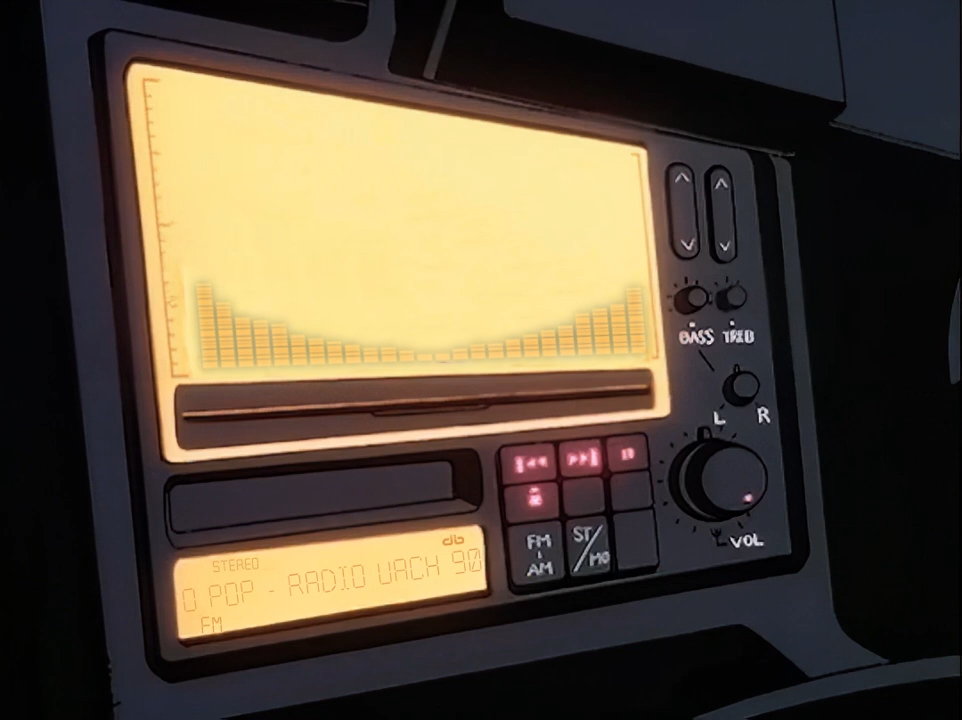 BASS TREB
L R
VOL
FM
AM
ST/MO
db
STEREO
O POP - RADIO UACH 90
FM